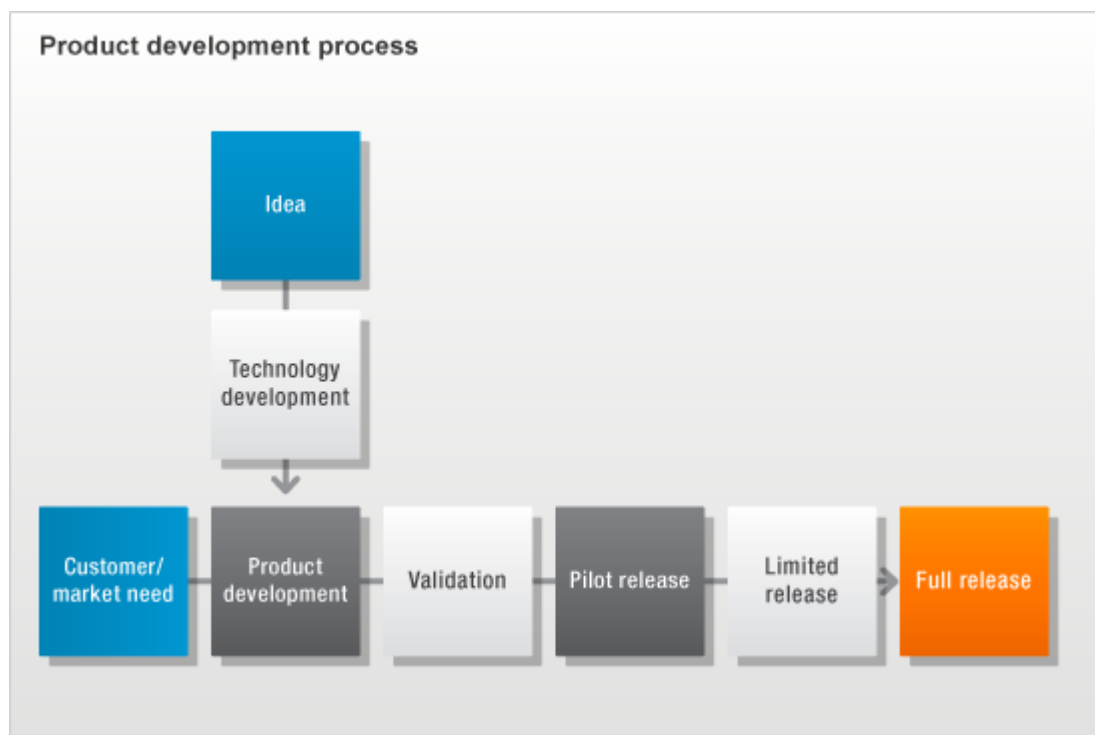 Product development process
Idea
Technology
development
Customer/
market need
Product
development
Validation
Pilot release
Limited
release
Full release